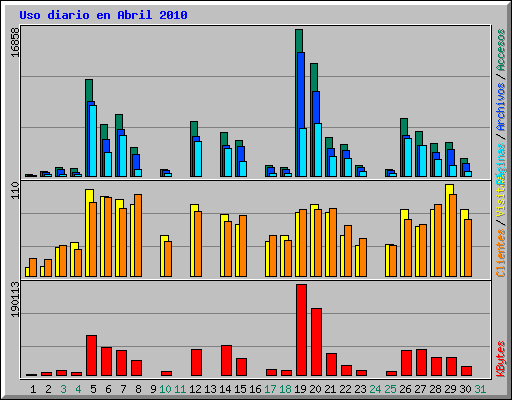 Uso diario en Abril 2010
16858
110
190113
Clientes / Visitas
Páginas / Archivos / Accesos
KBytes
1 2 3 4 5 6 7 8 9 10 11 12 13 14 15 16 17 18 19 20 21 22 23 24 25 26 27 28 29 30 31